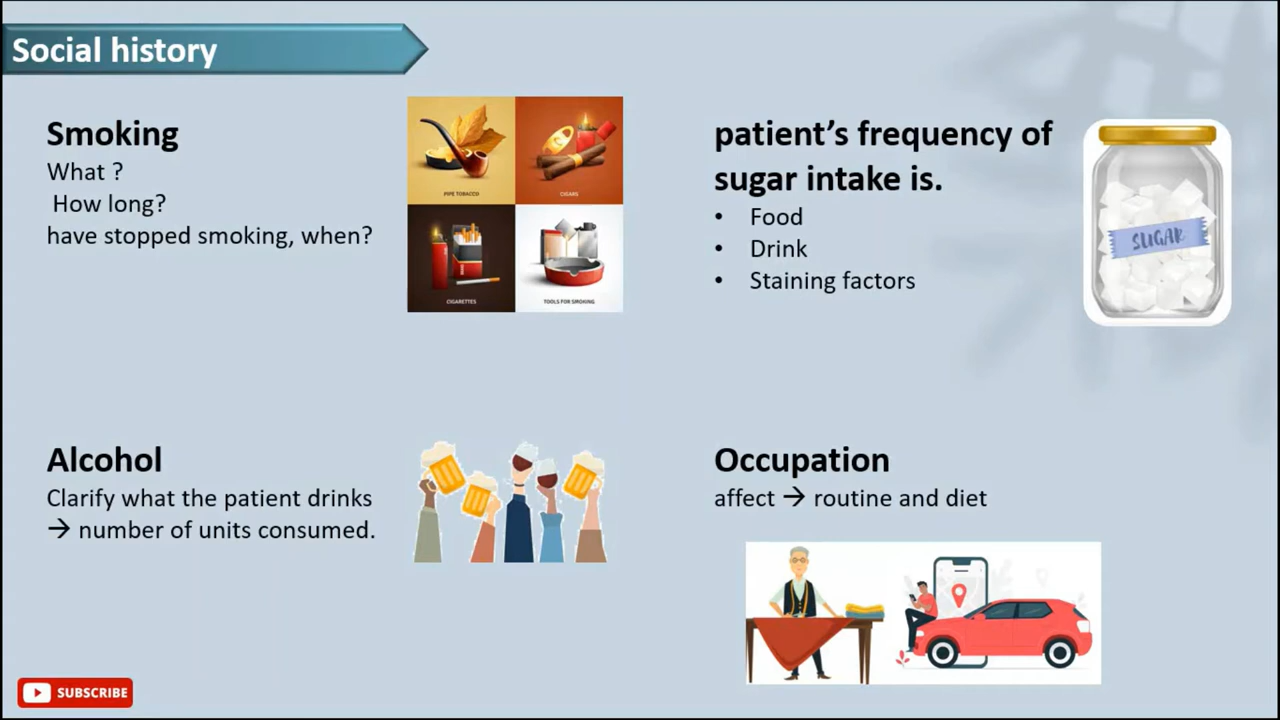 Social history
Smoking
What ?
How long?
have stopped smoking, when?
PIPE TOBACCO
CIGARS
CIGARETTES
TOOLS FOR SMOKING
patient’s frequency of
sugar intake is.
• Food
• Drink
• Staining factors
SUGAR
Alcohol
Clarify what the patient drinks
→ number of units consumed.
Occupation
affect → routine and diet
SUBSCRIBE